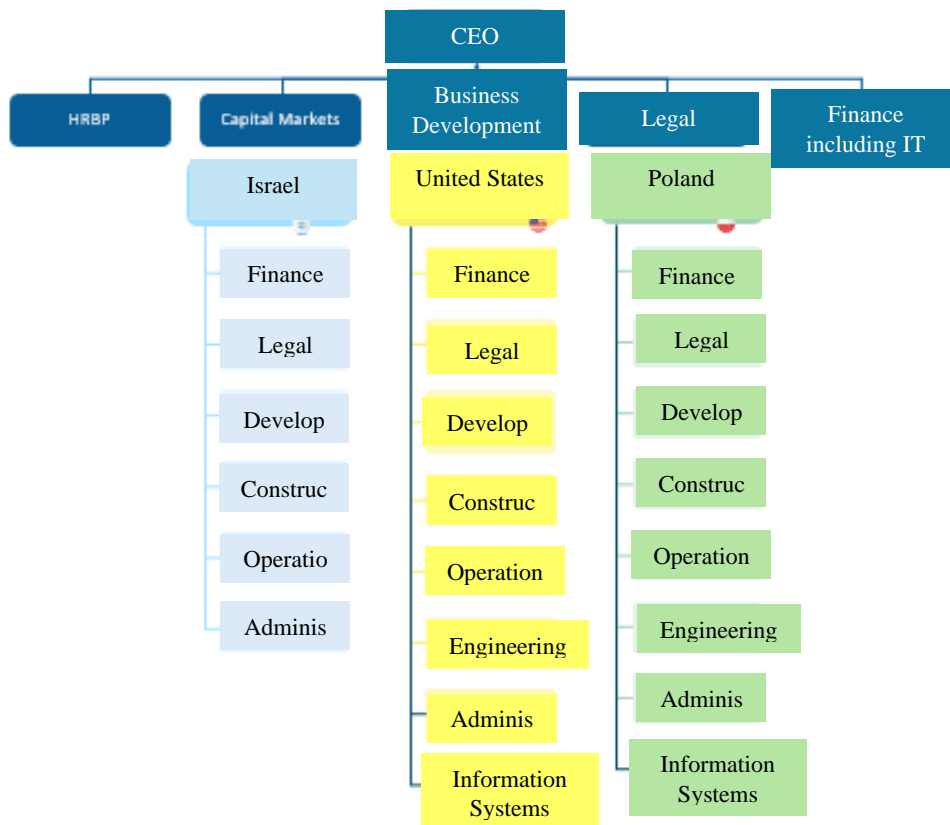 CEO
HRBP
Capital Markets
Business
Development
Legal
Finance
including IT
Israel
United States
Poland
Finance
Legal
Develop
Construc
Operatio
Adminis
Finance
Legal
Develop
Construc
Operation
Engineering
Adminis
Information
Systems
Finance
Legal
Develop
Construc
Operation
Engineering
Adminis
Information
Systems